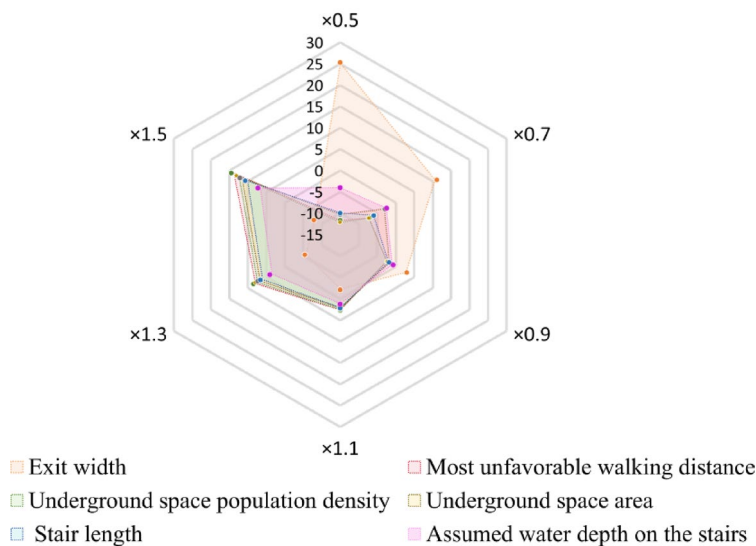 ×0.5
30
25
20
15
10
5
0
-5
-10
-15
×1.5
×0.7
×1.3
×0.9
×1.1
Exit width
Most unfavorable walking distance
Underground space population density
Underground space area
Stair length
Assumed water depth on the stairs